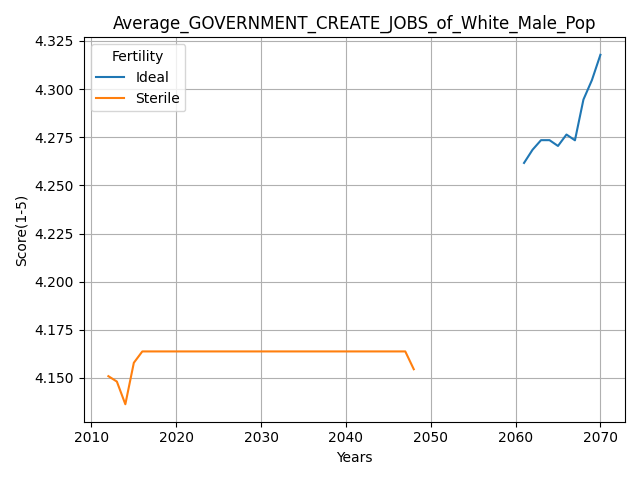 Average_GOVERNMENT_CREATE_JOBS_of_White_Male_Pop
4.325
4.300
4.275
4.250
4.225
4.200
4.175
4.150
Score(1-5)
Fertility
Ideal
Sterile
2010 2020 2030 2040 2050 2060 2070
Years